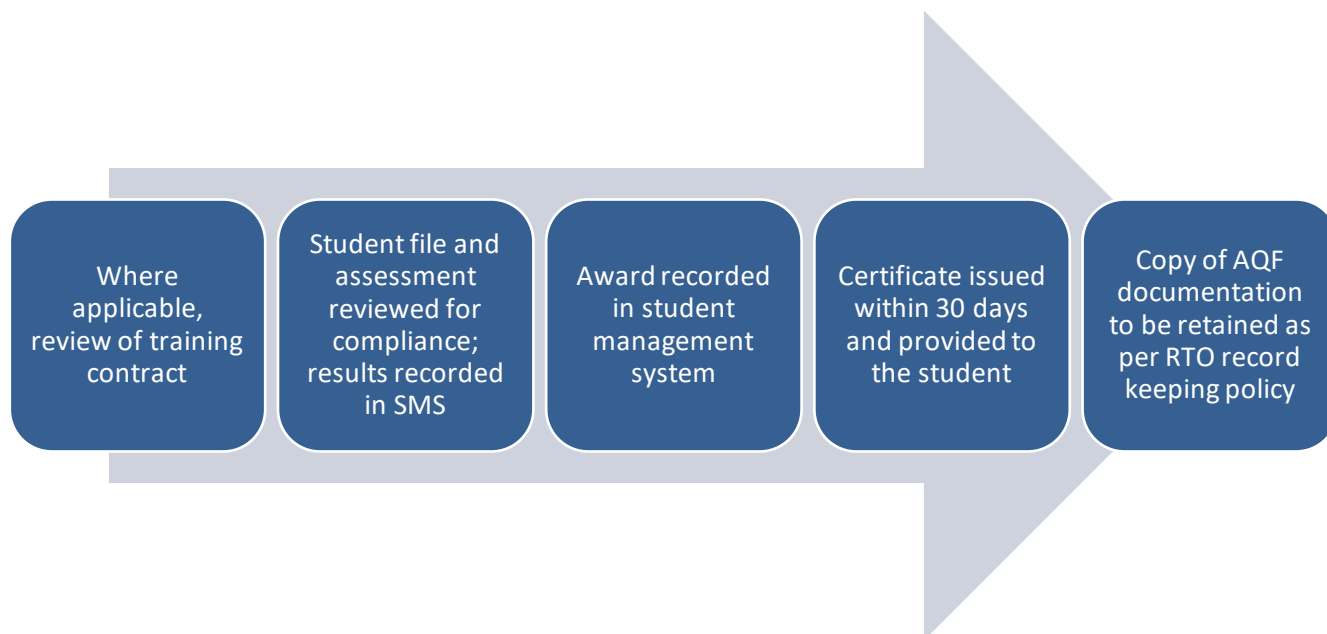 Where
applicable,
review of training
contract
Student file and
assessment
reviewed for
compliance;
results recorded
in SMS
Award recorded
in student
management
system
Certificate issued
within 30 days
and provided to
the student
Copy of AQF
documentation
to be retained as
per RTO record
keeping policy